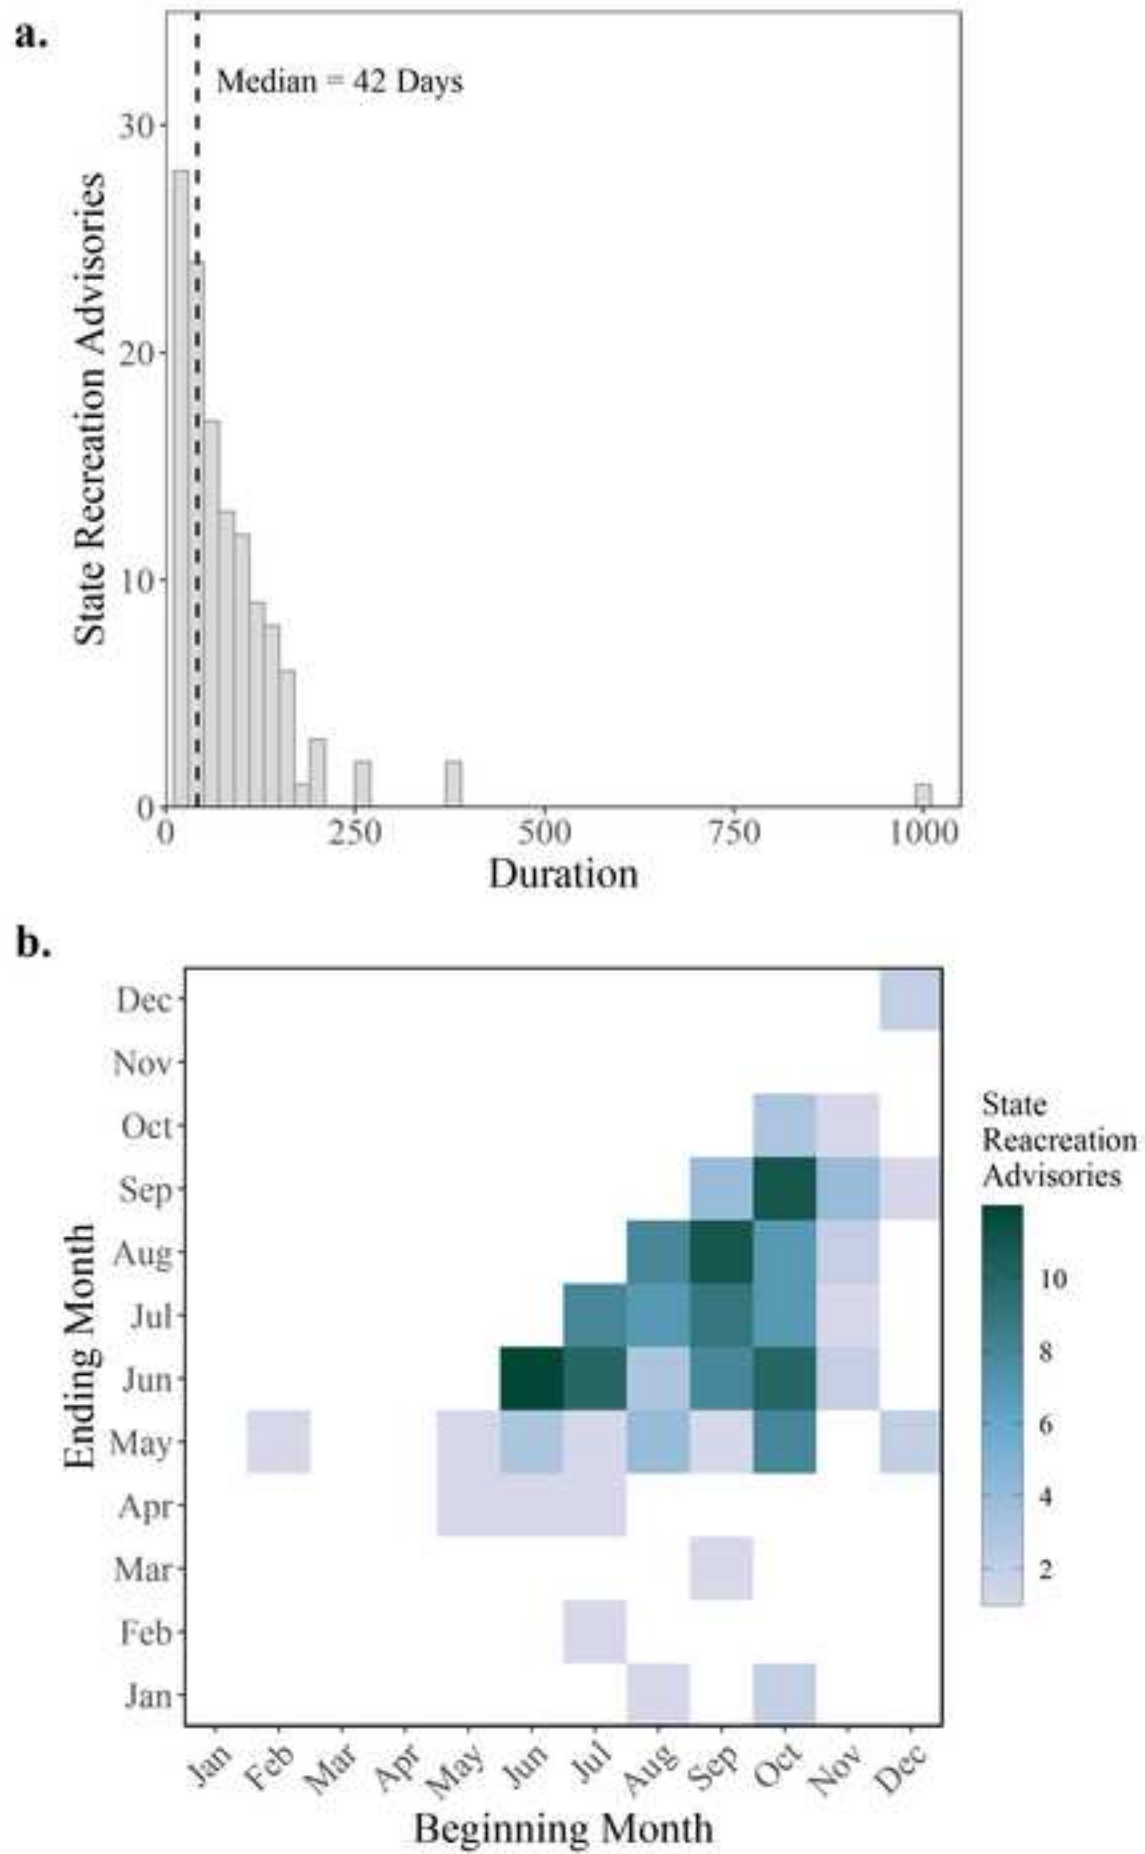 a.
Median = 42 Days
30
20
10
0
State Recreation Advisories
0 250 500 750 1000
Duration
b.
Dec
Nov
Oct
Sep
Aug
Jul
Jun
May
Apr
Mar
Feb
Jan
Ending Month
Jan Feb Mar Apr May Jun Jul Aug Sep Oct Nov Dec
Beginning Month
State
Reacreation
Advisories
10
8
6
4
2